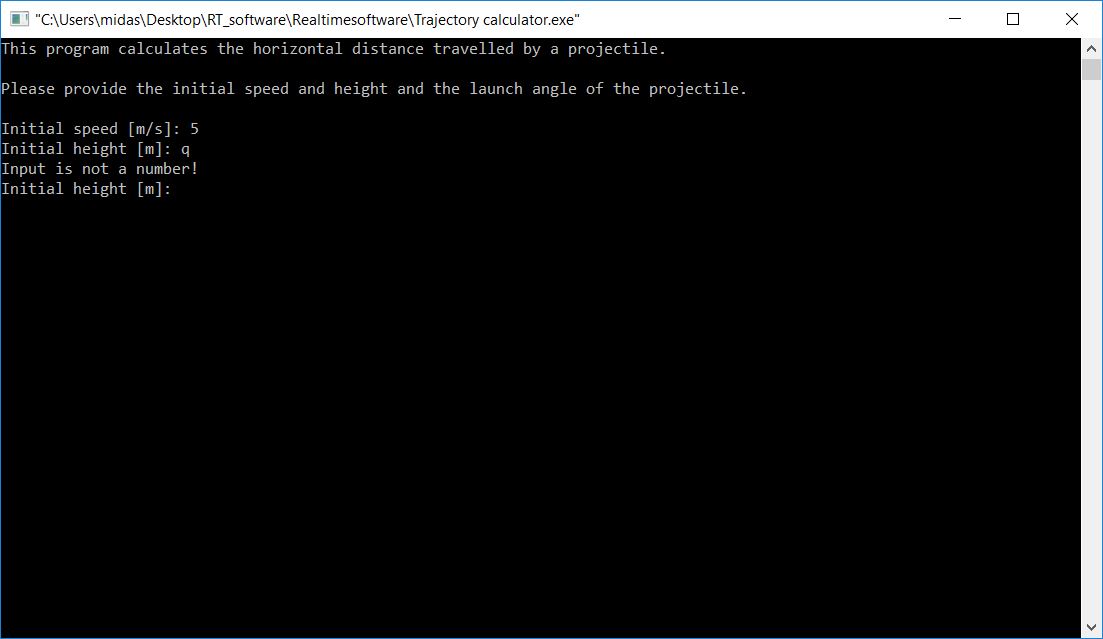 "C:\Users\midas\Desktop\RT_software\Realtimesoftware\Trajectory calculator.exe"
This program calculates the horizontal distance travelled by a projectile.
Please provide the initial speed and height and the launch angle of the projectile.
Initial speed [m/s]: 5
Initial height [m]: q
Input is not a number!
Initial height [m]: